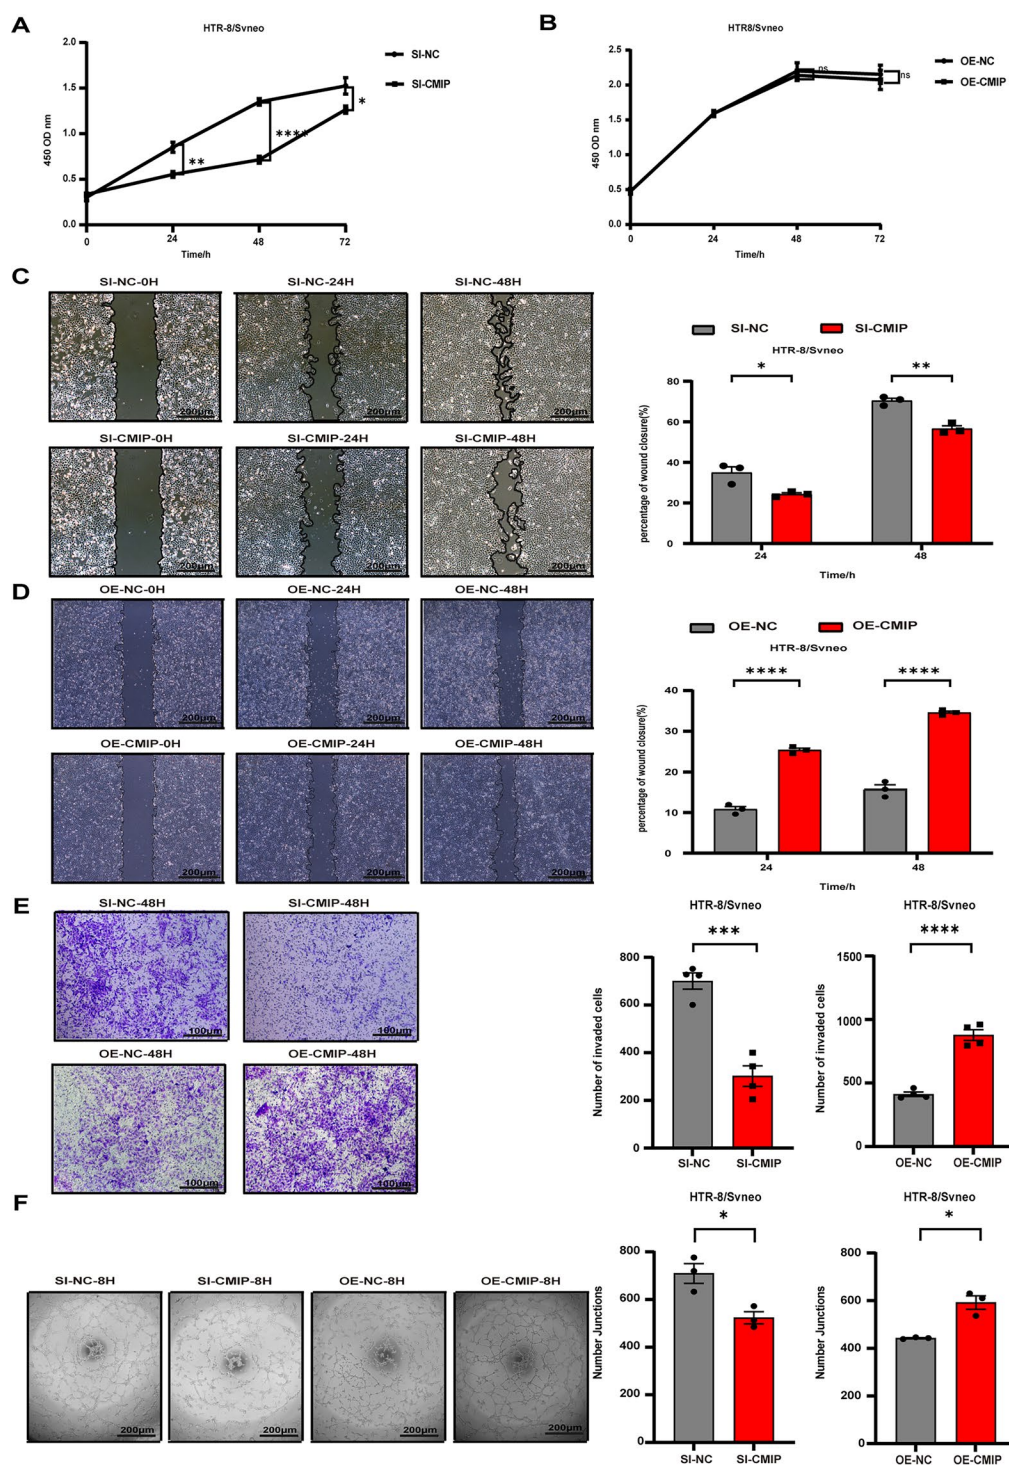 A
HTR-8/Svneo
SI-NC
SI-CMIP
450 OD nm
2.0
1.5
1.0
0.5
0.0
**
****
*
0
24
48
72
Time/h
B
HTR8/Svneo
OE-NC
OE-CMIP
450 OD nm
2.5
2.0
1.5
1.0
0.5
0.0
ns
ns
0
24
48
72
Time/h
C
SI-NC-0H
SI-NC-24H
SI-NC-48H
200μm
200μm
200μm
SI-CMIP-0H
SI-CMIP-24H
SI-CMIP-48H
200μm
200μm
200μm
SI-NC
SI-CMIP
HTR-8/Svneo
*
**
percentage of wound closure(%)
80
60
40
20
0
24
48
Time/h
D
OE-NC-0H
OE-NC-24H
OE-NC-48H
200μm
200μm
200μm
OE-CMIP-0H
OE-CMIP-24H
OE-CMIP-48H
200μm
200μm
200μm
OE-NC
OE-CMIP
HTR-8/Svneo
****
****
percentage of wound closure(%)
40
30
20
10
0
24
48
Time/h
E
SI-NC-48H
SI-CMIP-48H
100μm
100μm
OE-NC-48H
OE-CMIP-48H
100μm
100μm
HTR-8/Svneo
***
Number of invaded cells
800
600
400
200
0
SI-NC
SI-CMIP
HTR-8/Svneo
****
Number of invaded cells
1500
1000
500
0
OE-NC
OE-CMIP
F
SI-NC-8H
SI-CMIP-8H
OE-NC-8H
OE-CMIP-8H
200μm
200μm
200μm
200μm
HTR-8/Svneo
*
Number Junctions
800
600
400
200
0
SI-NC
SI-CMIP
HTR-8/Svneo
*
Number Junctions
800
600
400
200
0
OE-NC
OE-CMIP